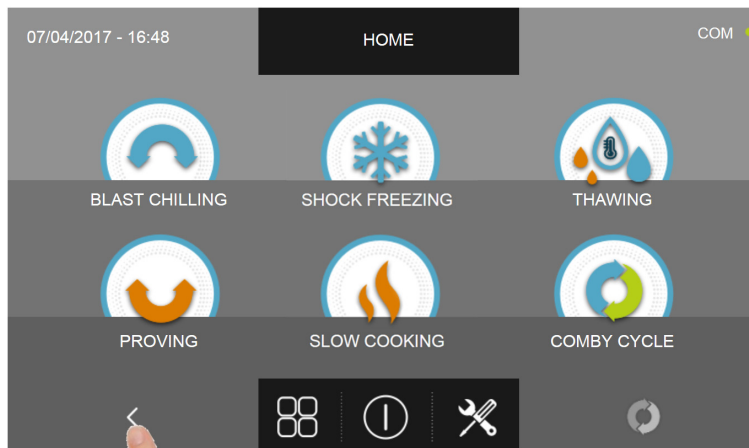 07/04/2017 - 16:48
HOME
COM
BLAST CHILLING
SHOCK FREEZING
THAWING
PROVING
SLOW COOKING
COMBY CYCLE